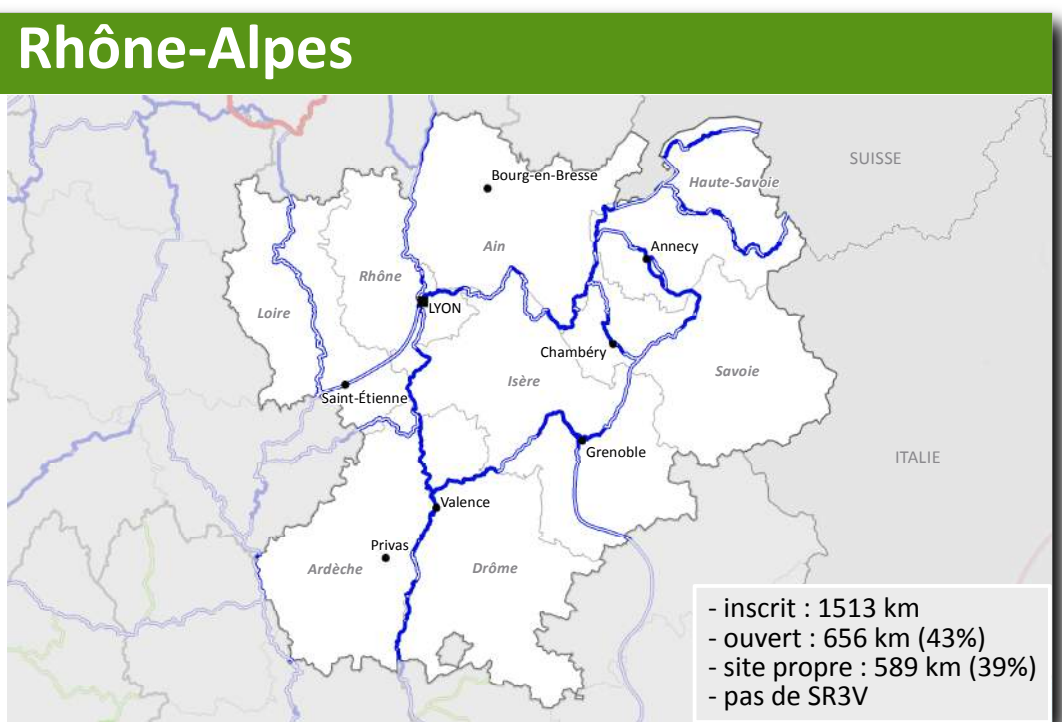 Rhône-Alpes
SUISSE
Bourg-en-Bresse
Haute-Savoie
Ain
Annecy
Rhône
LYON
Loire
Chambéry
Savoie
Isère
Saint-Étienne
Grenoble
ITALIE
Valence
Privas
Ardèche
Drôme
- inscrit : 1513 km
- ouvert : 656 km (43%)
- site propre : 589 km (39%)
- pas de SR3V